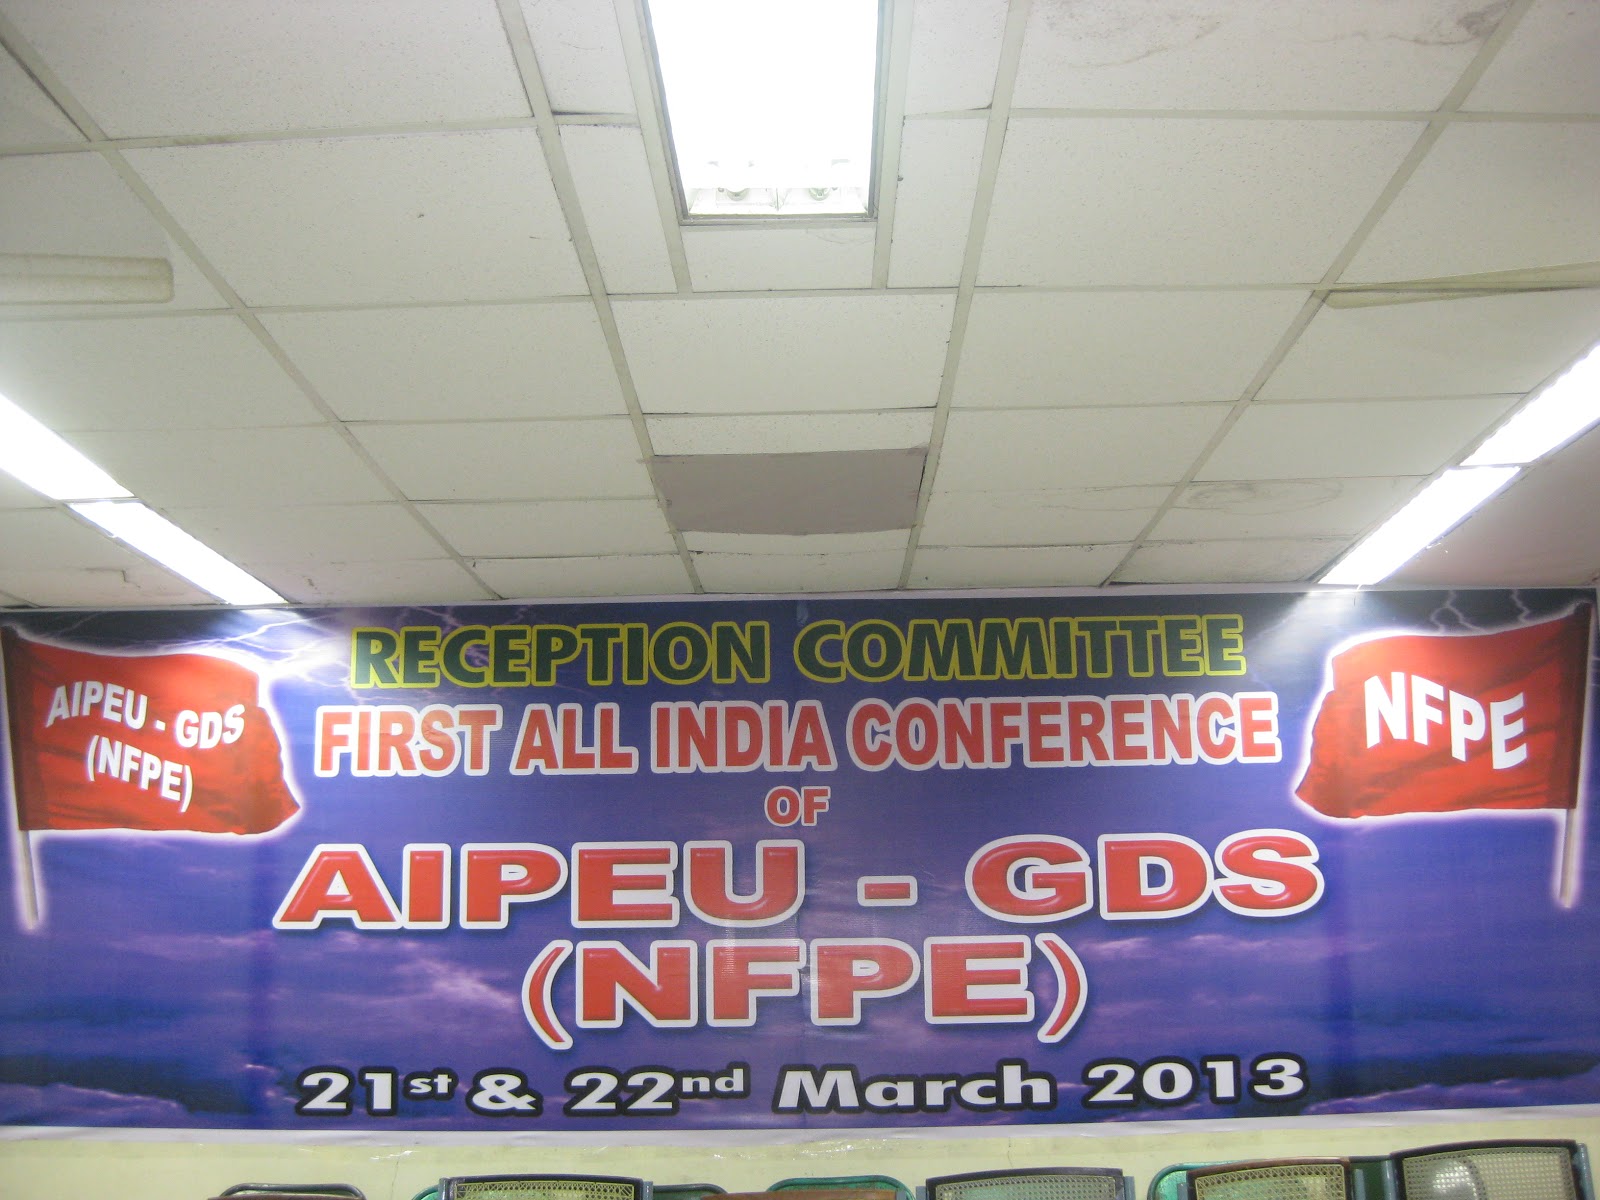 RECEPTION COMMITTEE
FIRST ALL INDIA CONFERENCE
OF
AIPEU - GDS
(NFPE)
21st & 22nd March 2013
AIPEU - GDS
(NFPE)
NFPE